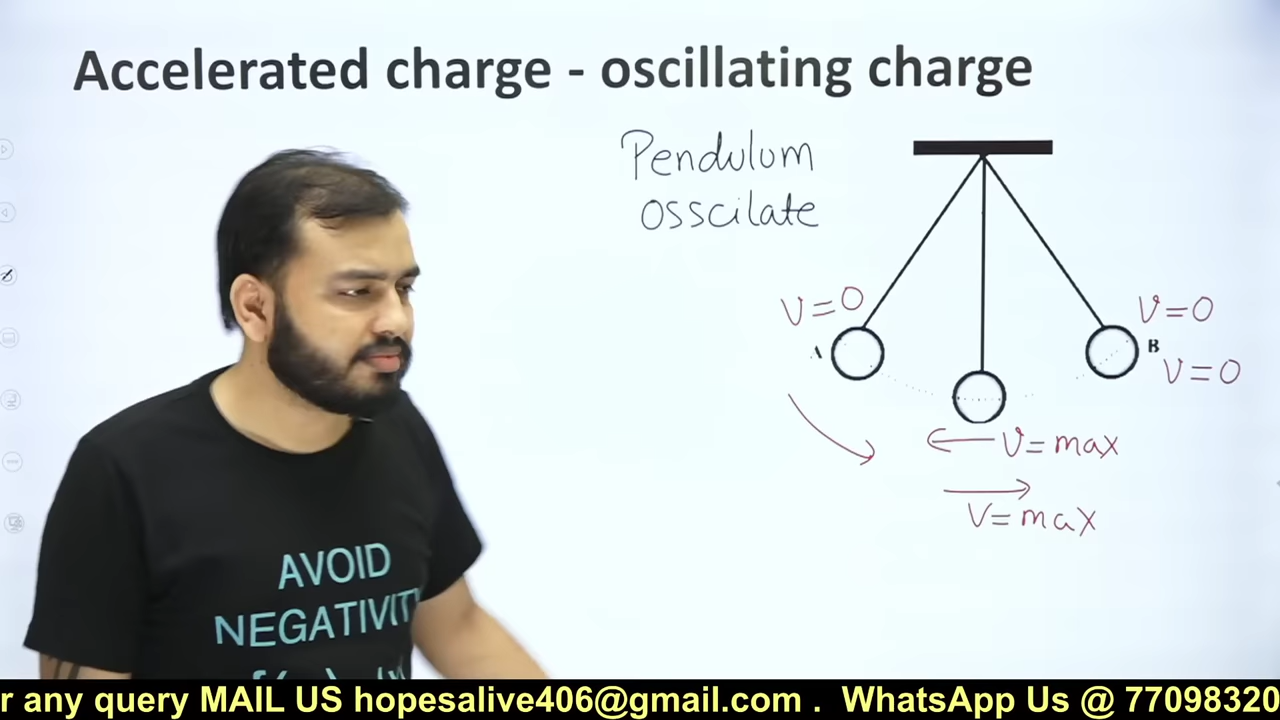 Accelerated charge - oscillating charge
Pendulum
osscilate
V=0
V=0
A
B
V=0
V=max
V=max
AVOID
NEGATIVITY
r any query MAIL US hopesalive406@gmail.com . WhatsApp Us @ 77098320